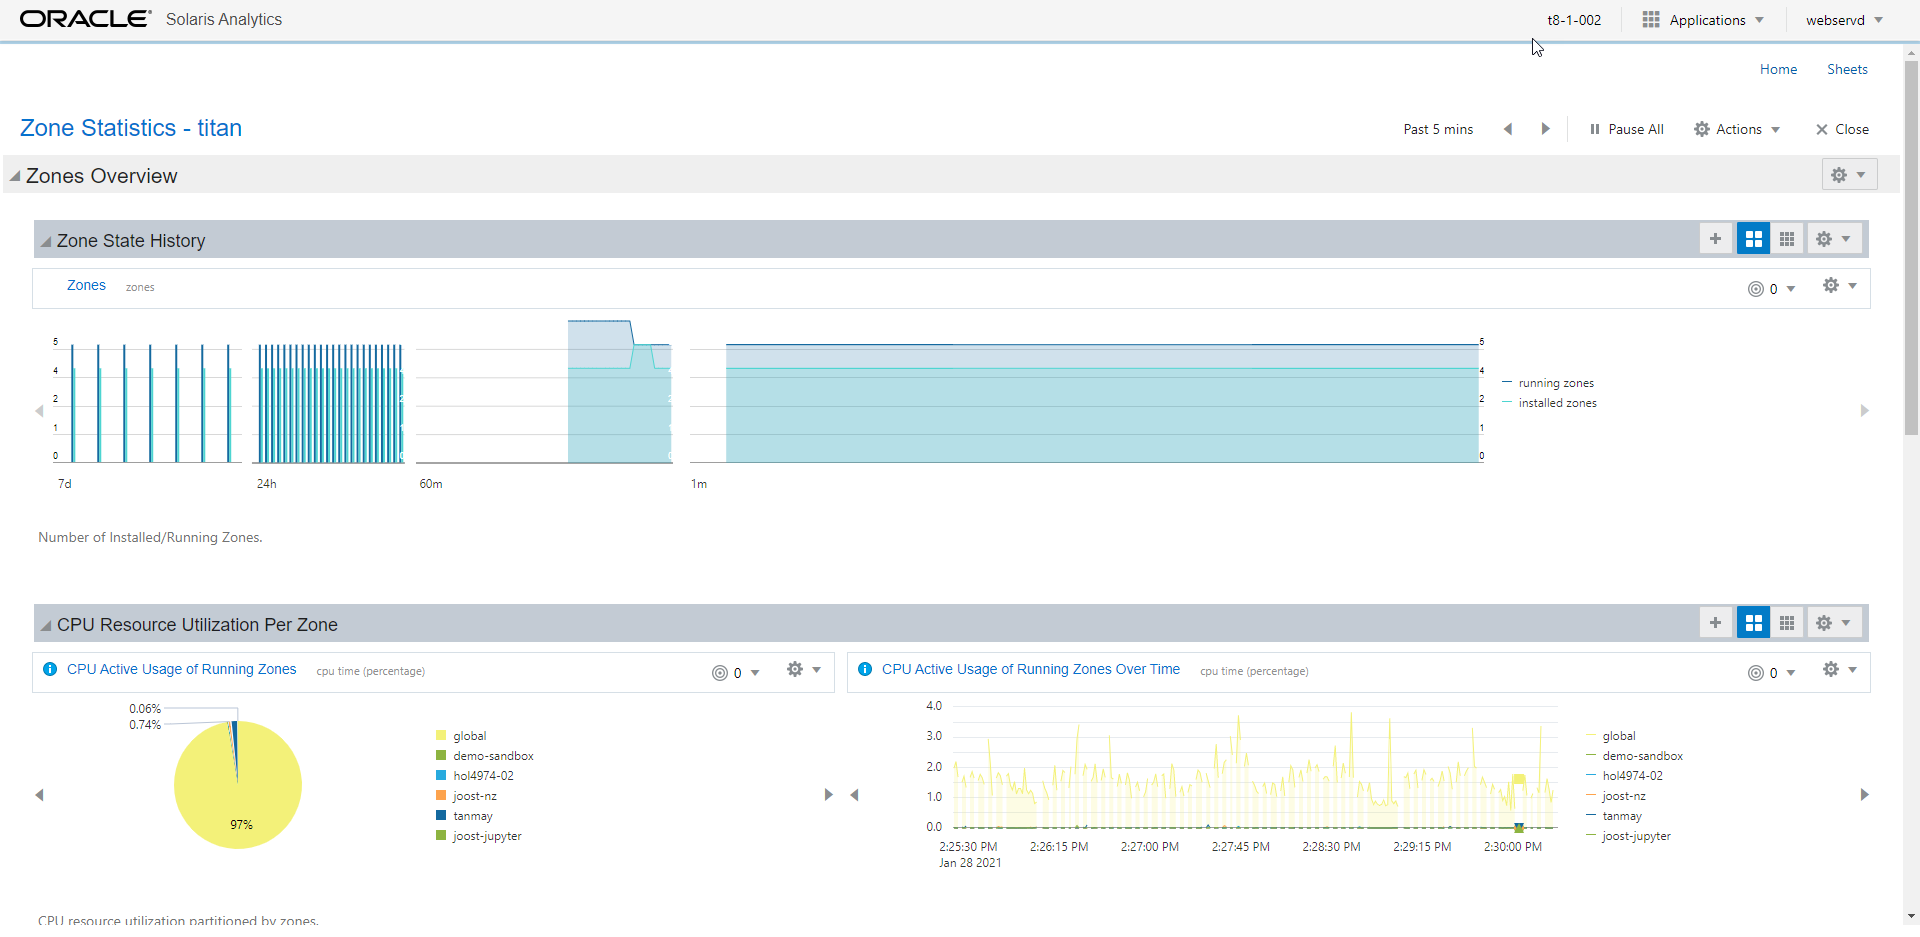 ORACLE® Solaris Analytics
t8-1-002 Applications webservd
Home Sheets
Zone Statistics - titan
Past 5 mins Pause All Actions Close
Zones Overview
Zone State History
Zones zones
0
5
4
2
1
0
5
4
2
1
0
7d 24h 60m 1m
running zones
installed zones
Number of Installed/Running Zones.
CPU Resource Utilization Per Zone
CPU Active Usage of Running Zones cpu time (percentage)
0
0.06%
0.74%
97%
global
demo-sandbox
hol4974-02
joost-nz
tanmay
joost-jupyter
CPU Active Usage of Running Zones Over Time cpu time (percentage)
0
4.0
3.0
2.0
1.0
0.0
2:25:30 PM 2:26:15 PM 2:27:00 PM 2:27:45 PM 2:28:30 PM 2:29:15 PM 2:30:00 PM
Jan 28 2021
global
demo-sandbox
hol4974-02
joost-nz
tanmay
joost-jupyter
CPU resource utilization partitioned by zones.